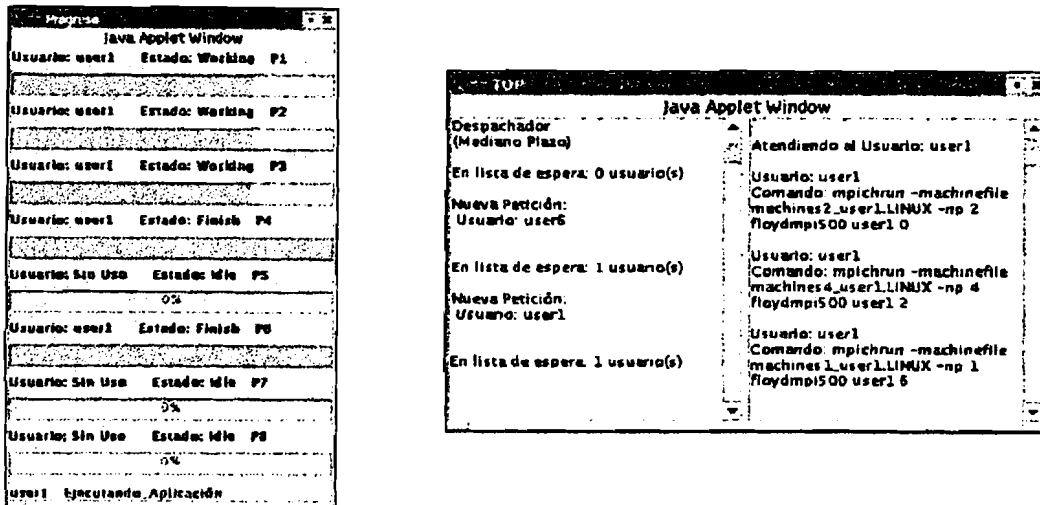 Progreso
Java Applet Window
Usuario: user1 Estado: Working P1
Usuario: user1 Estado: Working P2
Usuario: user1 Estado: Working P3
Usuario: user1 Estado: Finish P4
Usuario: Sin Uso Estado: Idle P5
0%
Usuario: user1 Estado: Finish P6
Usuario: Sin Uso Estado: Idle P7
0%
Usuario: Sin Uso Estado: Idle P8
0%
user1 Ejecutando_Aplicación
TOP
Java Applet Window
Despachador
(Mediano Plazo)
En lista de espera: 0 usuario(s)
Nueva Petición:
Usuario: user6
En lista de espera: 1 usuario(s)
Nueva Petición:
Usuario: user1
En lista de espera: 1 usuario(s)
Atendiendo al Usuario: user1
Usuario: user1
Comando: mpichrun -machinefile
machines2_user1.LINUX -np 2
floydmpi500 user1 0
Usuario: user1
Comando: mpichrun -machinefile
machines4_user1.LINUX -np 4
floydmpi500 user1 2
Usuario: user1
Comando: mpichrun -machinefile
machines1_user1.LINUX -np 1
floydmpi500 user1 6